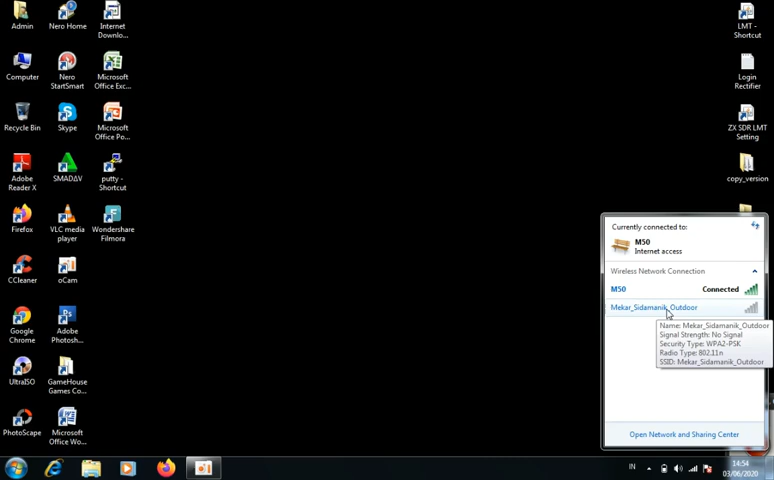 Admin
Nero Home
Internet
Downlo...
Computer
Nero
StartSmart
Microsoft
Office Exc...
Recycle Bin
Skype
Microsoft
Office Po...
Adobe
Reader X
SMADΔV
putty -
Shortcut
Firefox
VLC media
player
Wondershare
Filmora
CCleaner
oCam
Google
Chrome
Adobe
Photosh...
UltraISO
GameHouse
Games Co...
PhotoScape
Microsoft
Office Wo...
LMT -
Shortcut
Login
Rectifier
ZX SDR LMT
Setting
copy_version
Currently connected to:
M50
Internet access
Wireless Network Connection
M50 Connected
Mekar_Sidamanik_Outdoor
Name: Mekar_Sidamanik_Outdoor
Signal Strength: No Signal
Security Type: WPA2-PSK
Radio Type: 802.11n
SSID: Mekar_Sidamanik_Outdoor
Open Network and Sharing Center
IN
14:54
03/06/2020